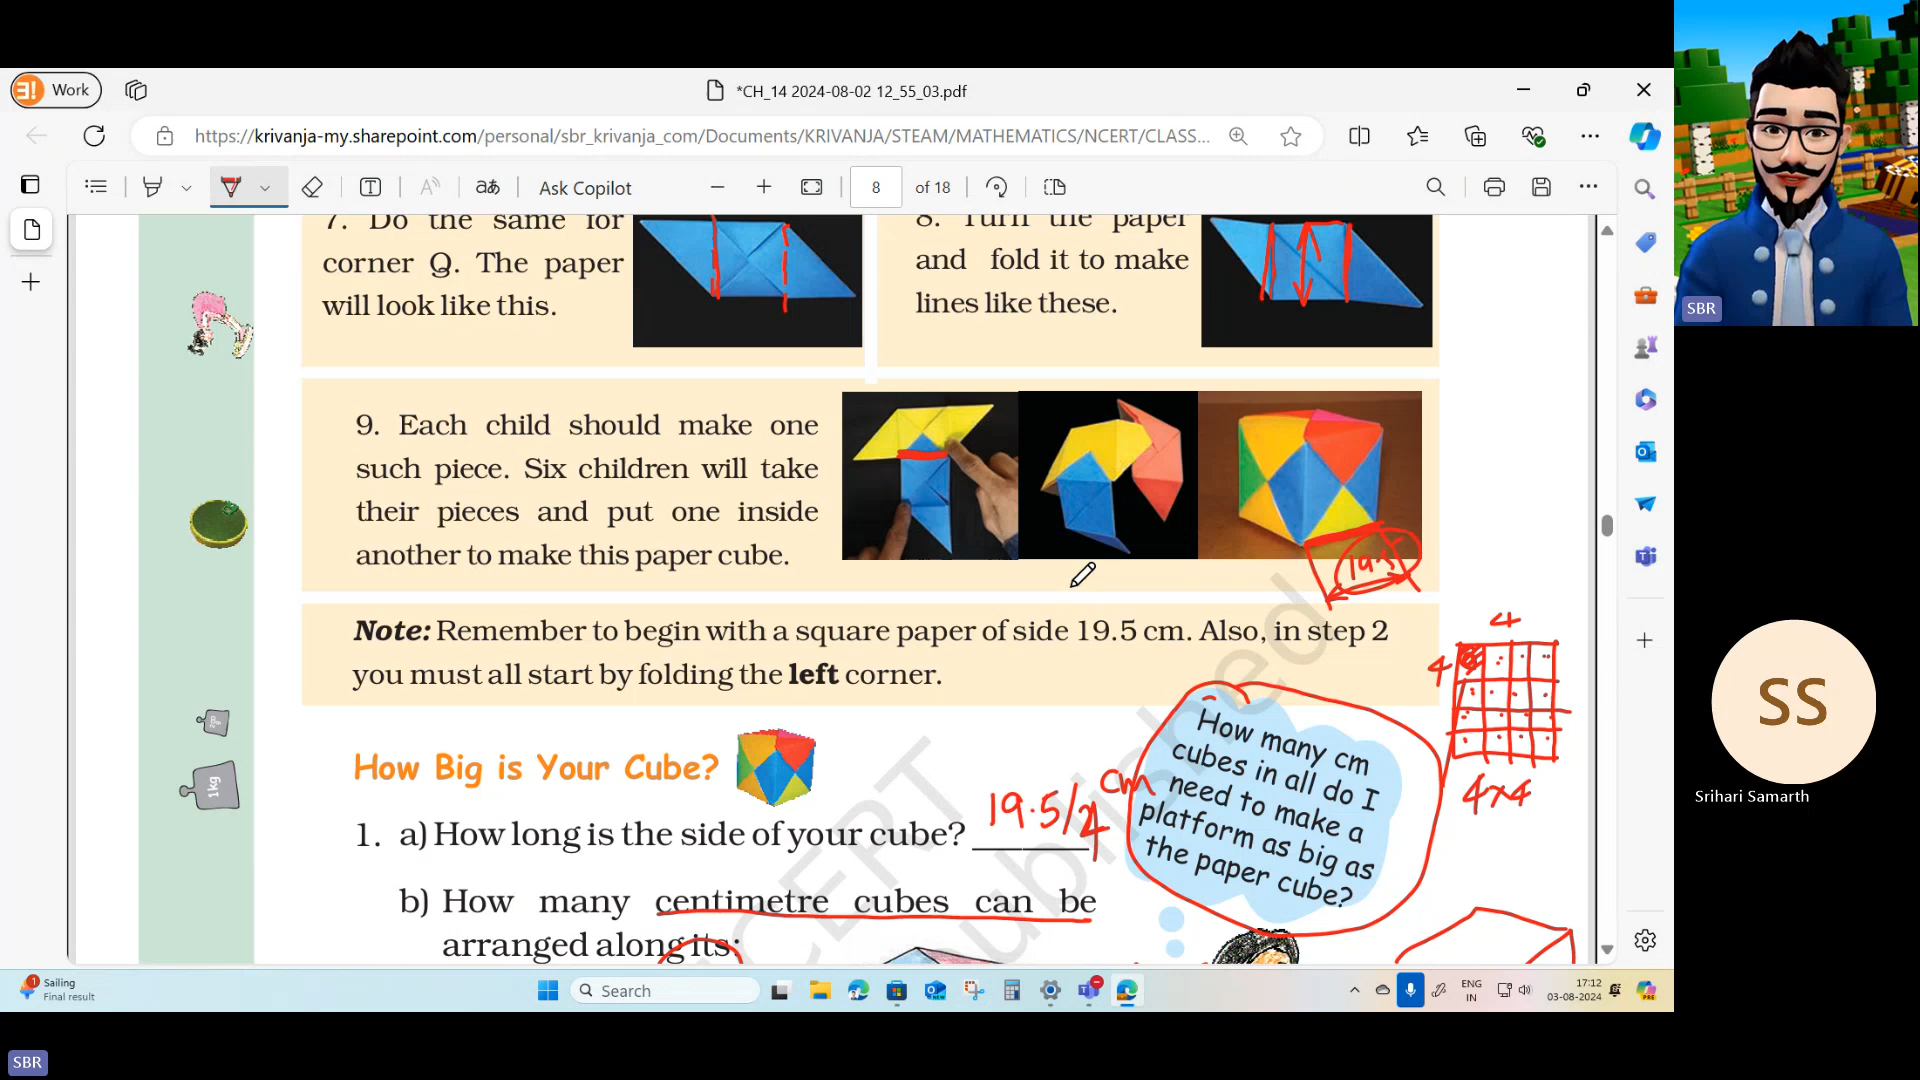 Work
*CH_14 2024-08-02 12_55_03.pdf
https://krivanja-my.sharepoint.com/personal/sbr_krivanja_com/Documents/KRIVANJA/STEAM/MATHEMATICS/NCERT/CLASS...
Ask Copilot
8 of 18
7. Do the same for
corner Q. The paper
will look like this.
8. Turn the paper
and fold it to make
lines like these.
9. Each child should make one
such piece. Six children will take
their pieces and put one inside
another to make this paper cube.
Note: Remember to begin with a square paper of side 19.5 cm. Also, in step 2
you must all start by folding the left corner.
4
4
4x4
How Big is Your Cube?
How many cm
cubes in all do I
need to make a
platform as big as
the paper cube?
19.5/4 cm
1. a) How long is the side of your cube?
b) How many centimetre cubes can be
arranged along its:
1kg
published
SBR
SS
Srihari Samarth
Sailing
Final result
Search
ENG
IN
17:12
03-08-2024
SBR